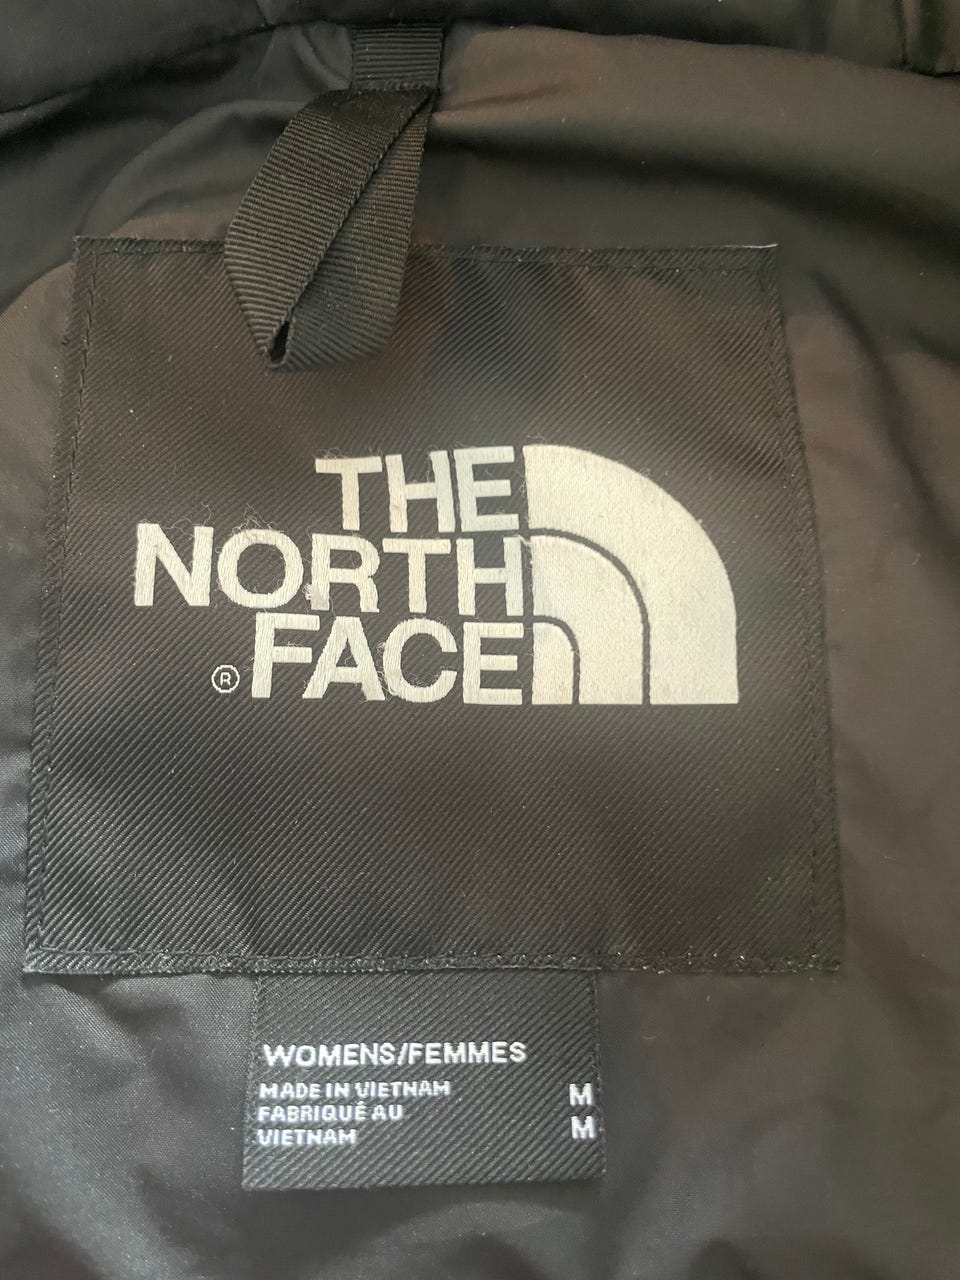 THE
NORTH
® FACE
WOMENS/FEMMES
MADE IN VIETNAM M
FABRIQUÉ AU
VIETNAM M